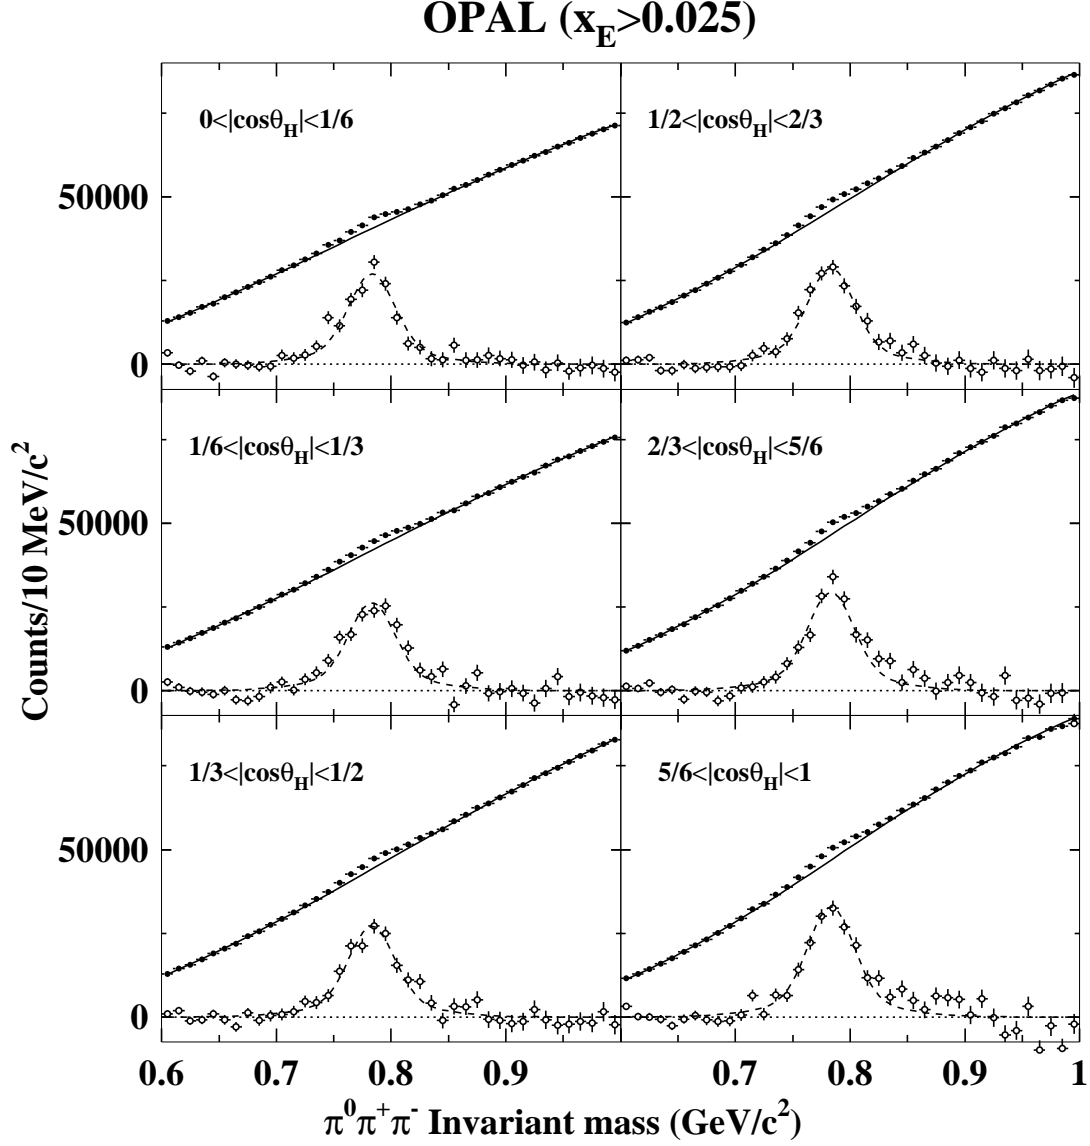 OPAL (x_E>0.025)
0<|cosθ_H|<1/6
1/2<|cosθ_H|<2/3
50000
0
1/6<|cosθ_H|<1/3
2/3<|cosθ_H|<5/6
50000
0
1/3<|cosθ_H|<1/2
5/6<|cosθ_H|<1
50000
0
0.6 0.7 0.8 0.9 0.7 0.8 0.9 1
π⁰π⁺π⁻ Invariant mass (GeV/c²)
Counts/10 MeV/c²